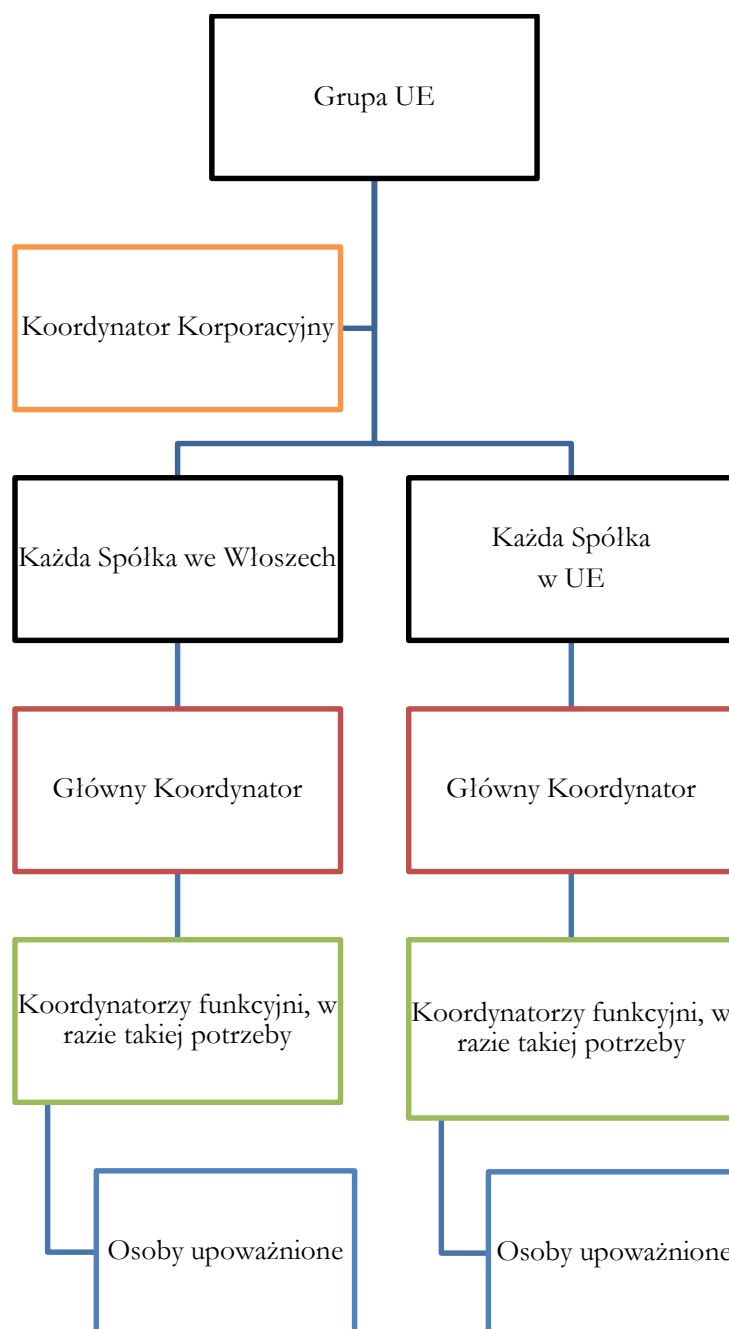 Grupa UE
Koordynator Korporacyjny
Każda Spółka we Włoszech
Każda Spółka
w UE
Główny Koordynator
Główny Koordynator
Koordynatorzy funkcyjni, w
razie takiej potrzeby
Koordynatorzy funkcyjni, w
razie takiej potrzeby
Osoby upoważnione
Osoby upoważnione